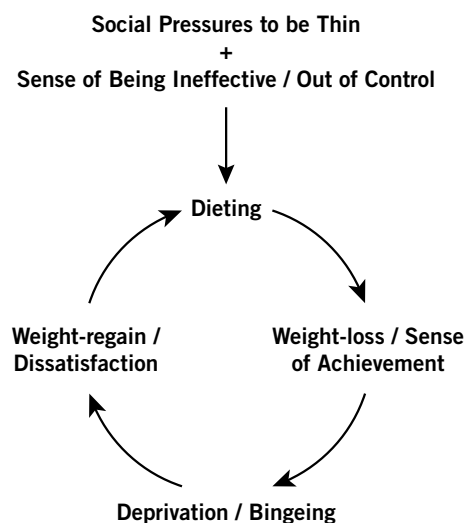 Social Pressures to be Thin
+
Sense of Being Ineffective / Out of Control
Dieting
Weight-regain /
Dissatisfaction
Weight-loss / Sense
of Achievement
Deprivation / Bingeing